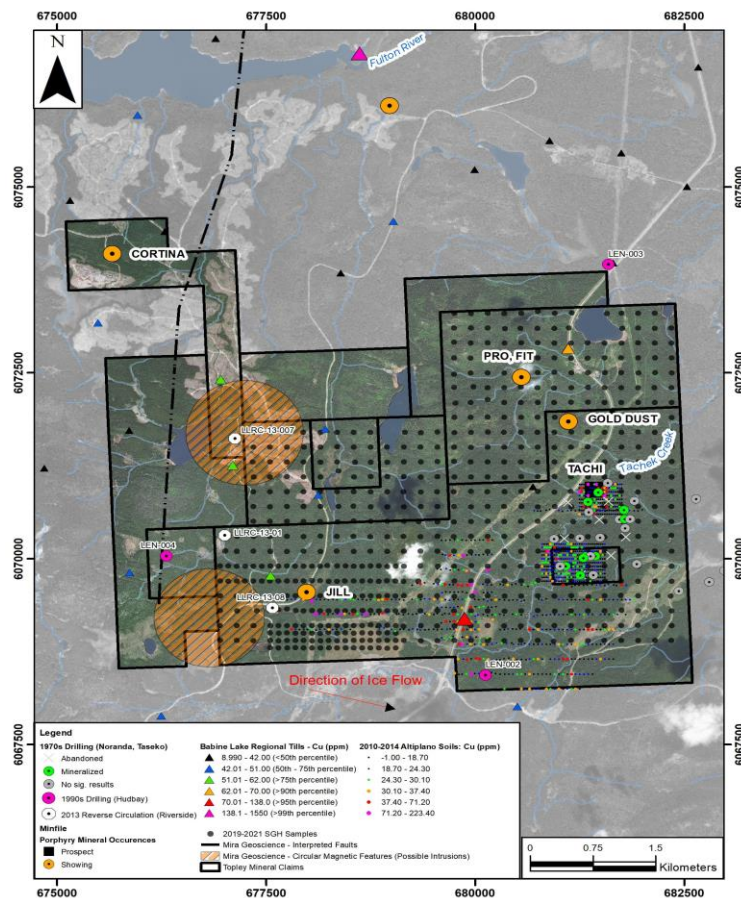 675000
677500
680000
682500
N
Fulton River
6075000
6075000
CORTINA
LEN-003
6072500
6072500
PRO, FIT
GOLD DUST
LLRC-13-007
TACHI
Tachek Creek
LLRC-13-01
6070000
6070000
LEN-004
JILL
LLRC-13-08
LEN-002
Direction of Ice Flow
6067500
6067500
Legend
1970s Drilling (Noranda, Taseko)
Abandoned
Mineralized
No sig. results
1990s Drilling (Hudbay)
2013 Reverse Circulation (Riverside)
Minfile
Porphyry Mineral Occurences
Prospect
Showing
Babine Lake Regional Tills - Cu (ppm)
8.990 - 42.00 (<50th percentile)
42.01 - 51.00 (50th - 75th percentile)
51.01 - 62.00 (>75th percentile)
62.01 - 70.00 (>90th percentile)
70.01 - 138.0 (>95th percentile)
138.1 - 1550 (>99th percentile)
2010-2014 Altiplano Soils: Cu (ppm)
-1.00 - 18.70
18.70 - 24.30
24.30 - 30.10
30.10 - 37.40
37.40 - 71.20
71.20 - 223.40
2019-2021 SGH Samples
Mira Geoscience - Interpreted Faults
Mira Geoscience - Circular Magnetic Features (Possible Intrusions)
Topley Mineral Claims
0
0.75
1.5
Kilometers
675000
677500
680000
682500